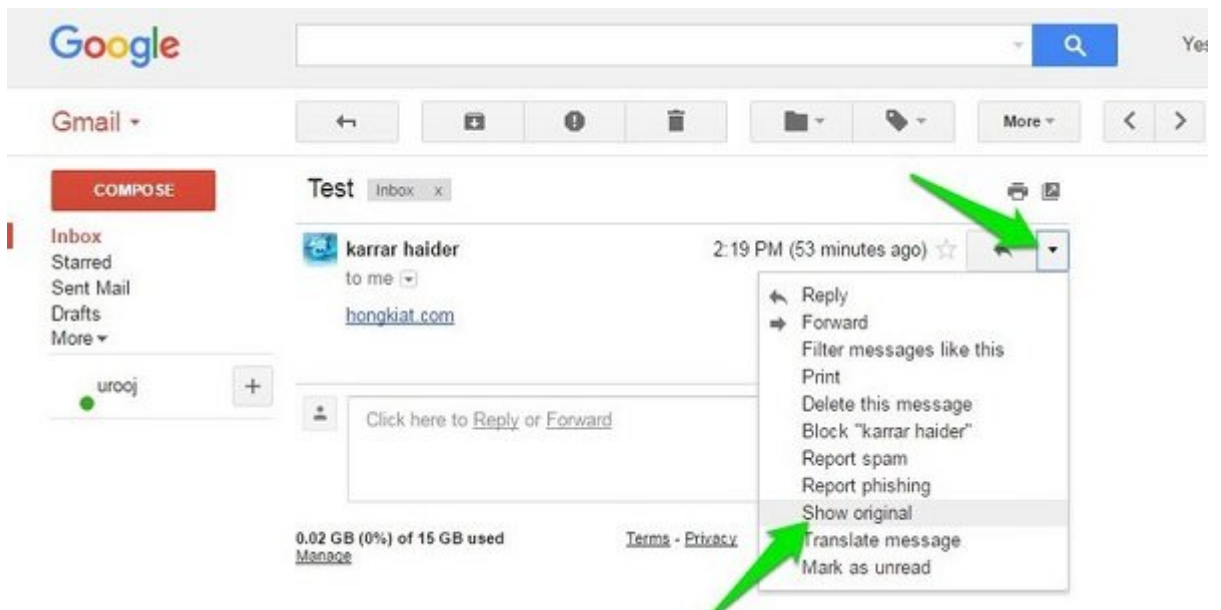 Google
Yes
Gmail
More
COMPOSE
Test Inbox x
Inbox
Starred
Sent Mail
Drafts
More
urooj
+
karrar haider
2:19 PM (53 minutes ago)
to me
hongkiat.com
Reply
Forward
Filter messages like this
Print
Delete this message
Block "karrar haider"
Report spam
Report phishing
Show original
Translate message
Mark as unread
Click here to Reply or Forward
0.02 GB (0%) of 15 GB used
Manage
Terms - Privacy